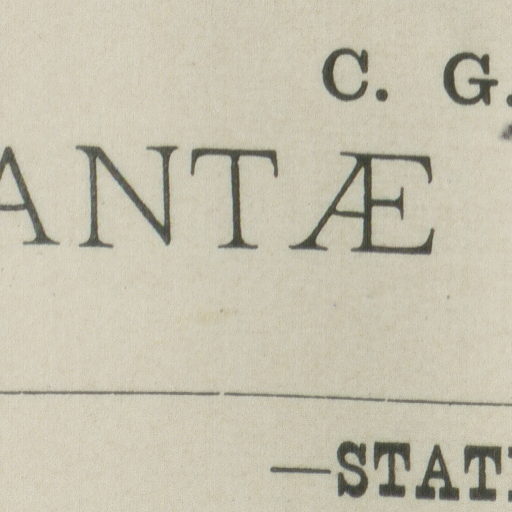 C. G.
ANTÆ
—STAT